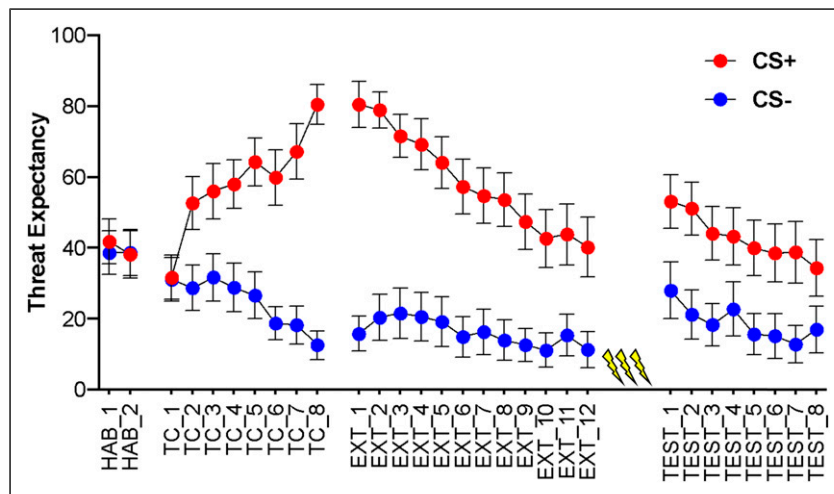 Threat Expectancy
100
80
60
40
20
0
CS+
CS-
HAB_1
HAB_2
TC_1
TC_2
TC_3
TC_4
TC_5
TC_6
TC_7
TC_8
EXT_1
EXT_2
EXT_3
EXT_4
EXT_5
EXT_6
EXT_7
EXT_8
EXT_9
EXT_10
EXT_11
EXT_12
TEST_1
TEST_2
TEST_3
TEST_4
TEST_5
TEST_6
TEST_7
TEST_8